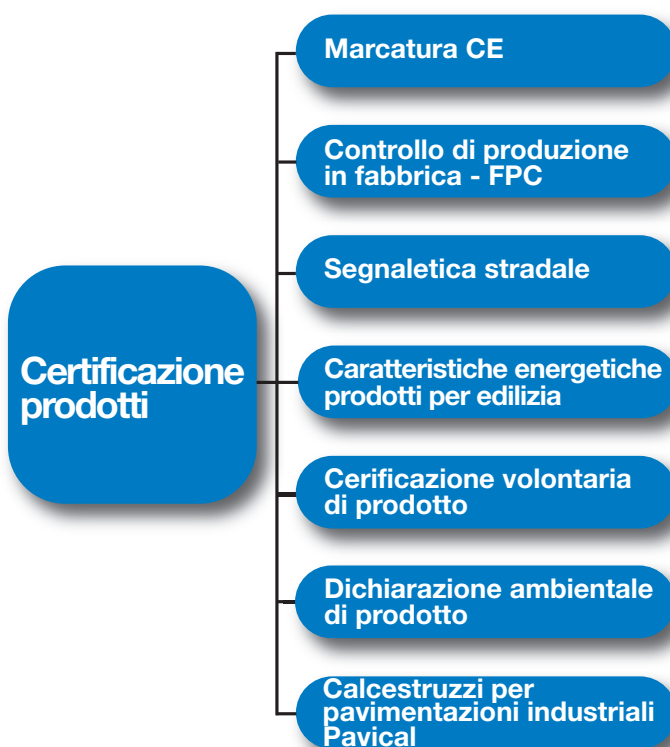 Marcatura CE
Controllo di produzione
in fabbrica - FPC
Segnaletica stradale
Certificazione
prodotti
Caratteristiche energetiche
prodotti per edilizia
Cerificazione volontaria
di prodotto
Dichiarazione ambientale
di prodotto
Calcestruzzi per
pavimentazioni industriali
Pavical